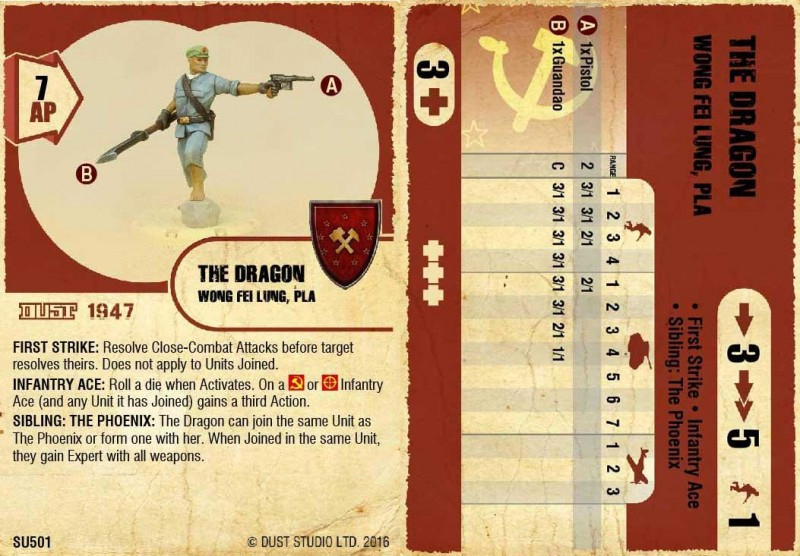 7
AP
A
B
THE DRAGON
WONG FEI LUNG, PLA
DUST 1947
FIRST STRIKE: Resolve Close-Combat Attacks before target
resolves theirs. Does not apply to Units Joined.
INFANTRY ACE: Roll a die when Activates. On a or Infantry
Ace (and any Unit it has Joined) gains a third Action.
SIBLING: THE PHOENIX: The Dragon can join the same Unit as
The Phoenix or form one with her. When Joined in the same Unit,
they gain Expert with all weapons.
SU501
© DUST STUDIO LTD. 2016
THE DRAGON
WONG FEI LUNG, PLA
3 5 1
• First Strike • Infantry Ace
• Sibling: The Phoenix
RANGE 1 2 3 4 1 2 3 4 5 6 7 1 2 3
A 1xPistol 2 3/1 3/1 2/1 2/1
B 1xGuandao C 3/1 3/1 3/1 3/1 3/1 3/1 2/1 1/1
3